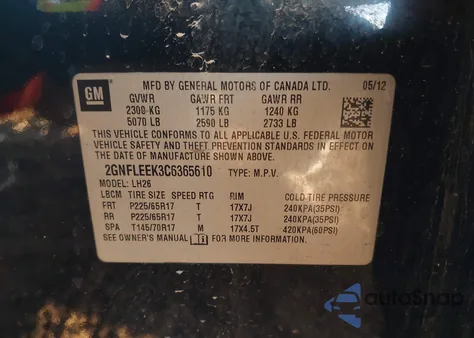 GM
MFD BY GENERAL MOTORS OF CANADA LTD.
05/12
GVWR GAWR FRT GAWR RR
2300 KG 1175 KG 1240 KG
5070 LB 2590 LB 2733 LB
THIS VEHICLE CONFORMS TO ALL APPLICABLE U.S. FEDERAL MOTOR
VEHICLE SAFETY AND THEFT PREVENTION STANDARDS IN EFFECT ON THE
DATE OF MANUFACTURE SHOWN ABOVE.
2GNFLEEK3C6365610 TYPE: M.P.V.
MODEL: LH26
LBCM TIRE SIZE SPEED RTG RIM COLD TIRE PRESSURE
FRT P225/65R17 T 17X7J 240KPA(35PSI)
RR P225/65R17 T 17X7J 240KPA(35PSI)
SPA T145/70R17 M 17X4.5T 420KPA(60PSI)
SEE OWNER'S MANUAL FOR MORE INFORMATION.
autoSnap